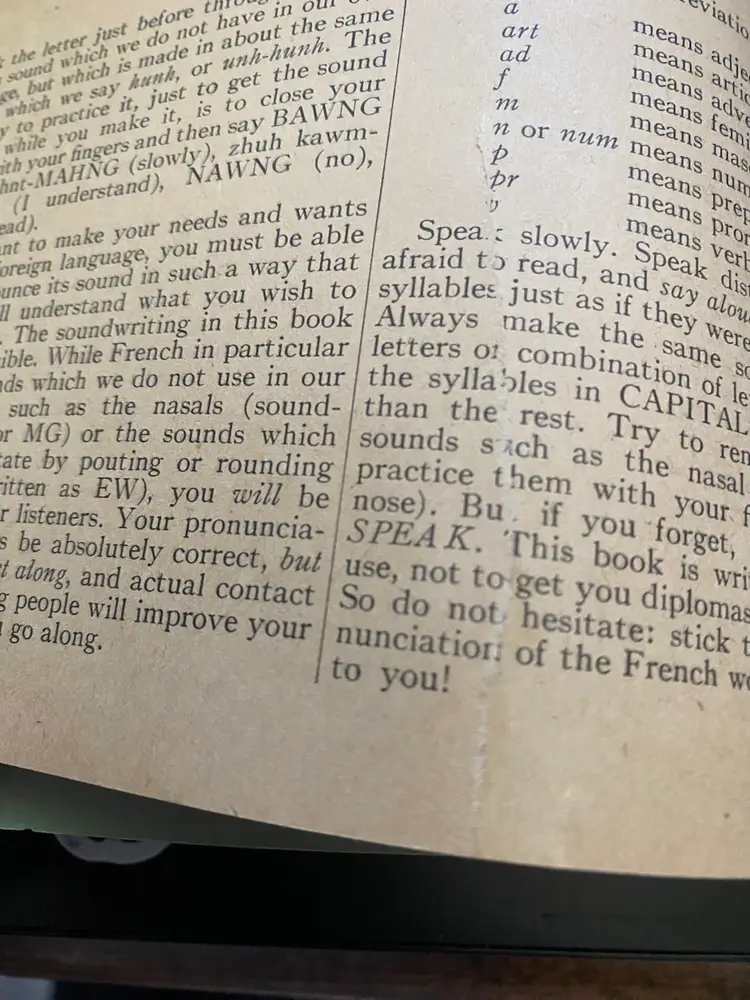 the letter just before
sound which we do not have in our
but which is made in about the same
which we say hunh, or unh-hunh. The
to practice it, just to get the sound
while you make it, is to close your
with your fingers and then say BAWNG
MAHNG (slowly), zhuh kawm-
(I understand), NAWNG (no),
to make your needs and wants
language, you must be able
its sound in such a way that
understand what you wish to
. The soundwriting in this book
While French in particular
which we do not use in our
such as the nasals (sound-
or MG) or the sounds which
by pouting or rounding
as EW), you will be
listeners. Your pronuncia-
be absolutely correct, but
along, and actual contact
people will improve your
go along.
a means
art means
ad means
f means
m means
n or num means num
p means
pr means
v means verb
Speak slowly. Speak
afraid to read, and say
syllables just as if they were
Always make the same
letters or combination of
the syllables in CAPITAL
than the rest. Try to
sounds such as the nasal
practice them with your
nose). But if you forget,
SPEAK. This book is
use, not to get you diplomas
So do not hesitate: stick
nunciation of the French
to you!